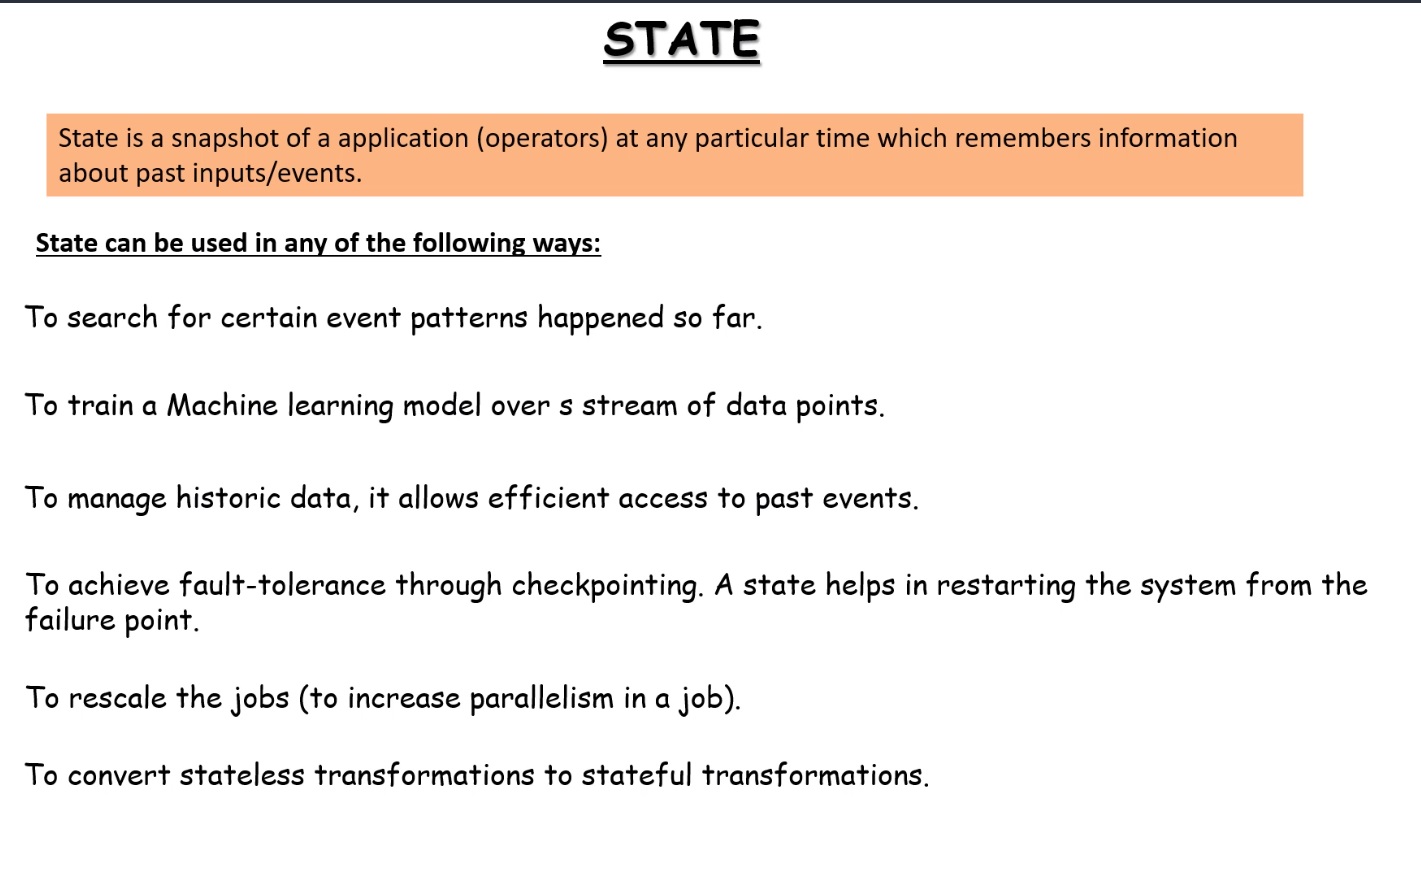 STATE
State is a snapshot of a application (operators) at any particular time which remembers information
about past inputs/events.
State can be used in any of the following ways:
To search for certain event patterns happened so far.
To train a Machine learning model over s stream of data points.
To manage historic data, it allows efficient access to past events.
To achieve fault-tolerance through checkpointing. A state helps in restarting the system from the
failure point.
To rescale the jobs (to increase parallelism in a job).
To convert stateless transformations to stateful transformations.